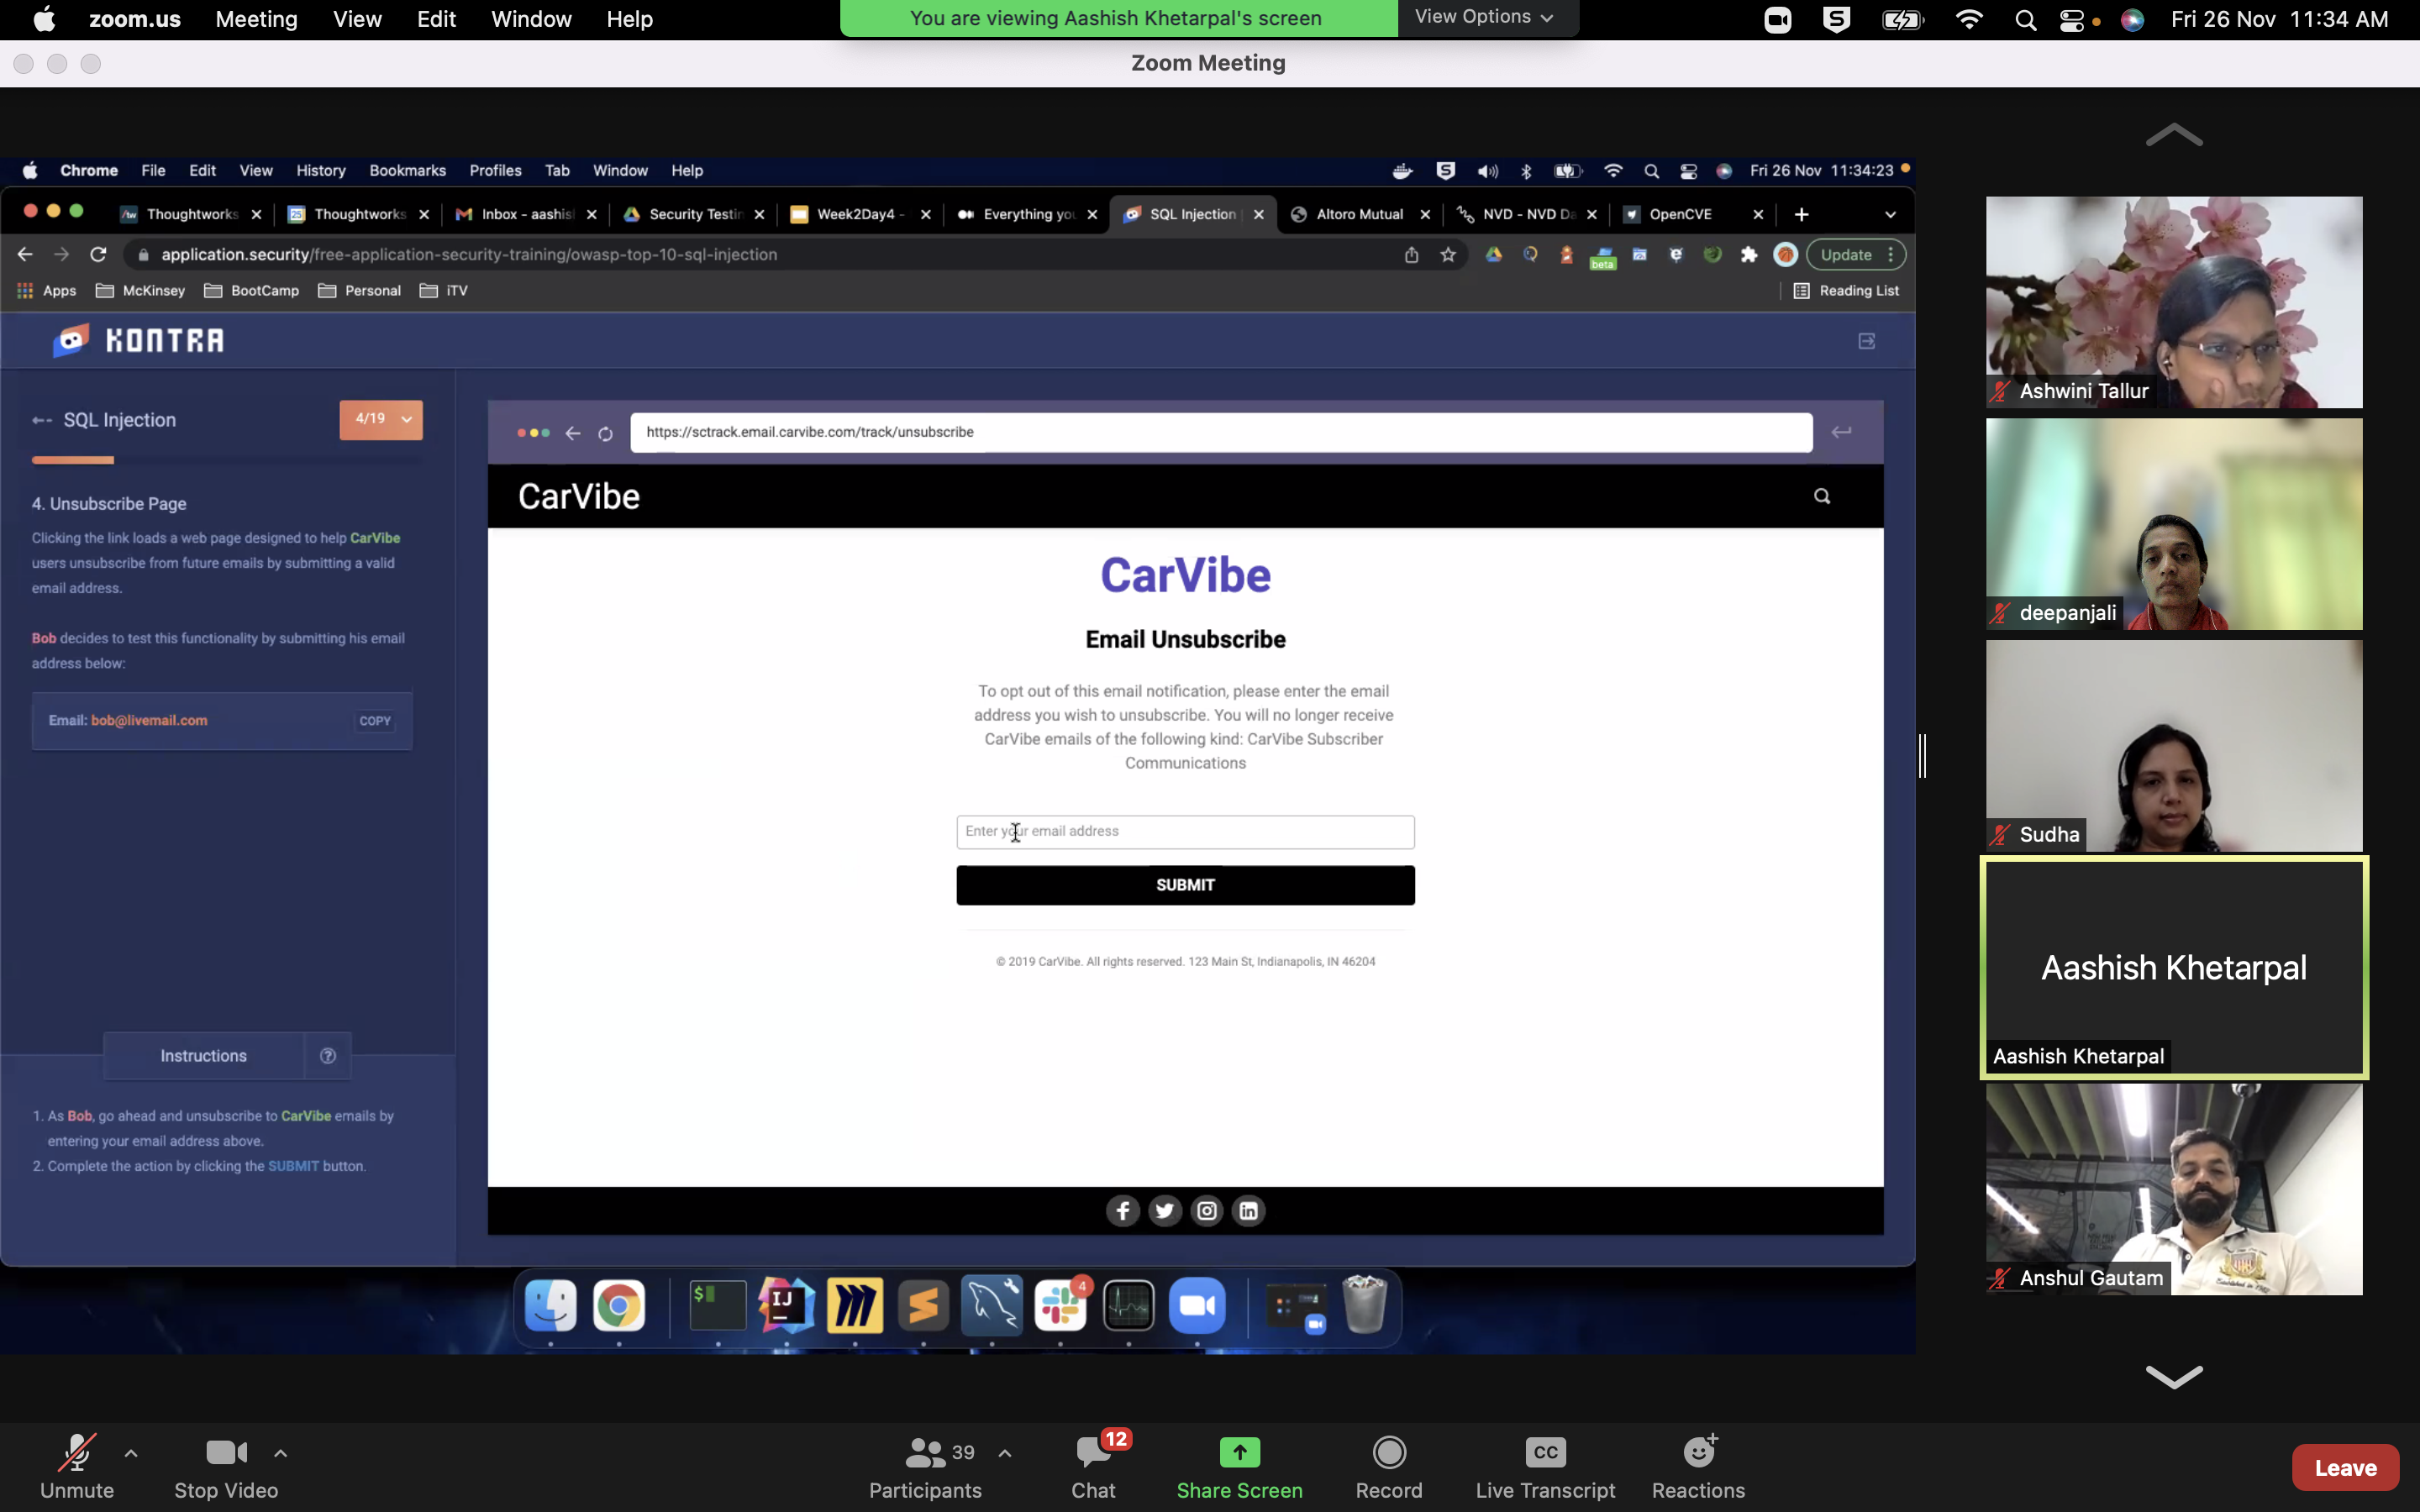 zoom.us Meeting View Edit Window Help
You are viewing Aashish Khetarpal's screen View Options
Fri 26 Nov 11:34 AM
Zoom Meeting
Chrome File Edit View History Bookmarks Profiles Tab Window Help
Fri 26 Nov 11:34:23
Thoughtworks Thoughtworks Inbox - aashis Security Testin Week2Day4 - Everything you SQL Injection Altoro Mutual NVD - NVD Da OpenCVE
application.security/free-application-security-training/owasp-top-10-sql-injection
beta
Update
Apps McKinsey BootCamp Personal iTV
Reading List
KONTRA
SQL Injection
4/19
4. Unsubscribe Page
Clicking the link loads a web page designed to help CarVibe
users unsubscribe from future emails by submitting a valid
email address.
Bob decides to test this functionality by submitting his email
address below:
Email: bob@livemail.com
COPY
Instructions
1. As Bob, go ahead and unsubscribe to CarVibe emails by
entering your email address above.
2. Complete the action by clicking the SUBMIT button.
https://sctrack.email.carvibe.com/track/unsubscribe
CarVibe
CarVibe
Email Unsubscribe
To opt out of this email notification, please enter the email
address you wish to unsubscribe. You will no longer receive
CarVibe emails of the following kind: CarVibe Subscriber
Communications
Enter your email address
SUBMIT
© 2019 CarVibe. All rights reserved. 123 Main St, Indianapolis, IN 46204
IJ
4
Ashwini Tallur
deepanjali
Sudha
Aashish Khetarpal
Aashish Khetarpal
Anshul Gautam
Unmute
Stop Video
39
Participants
12
Chat
Share Screen
Record
CC
Live Transcript
Reactions
Leave